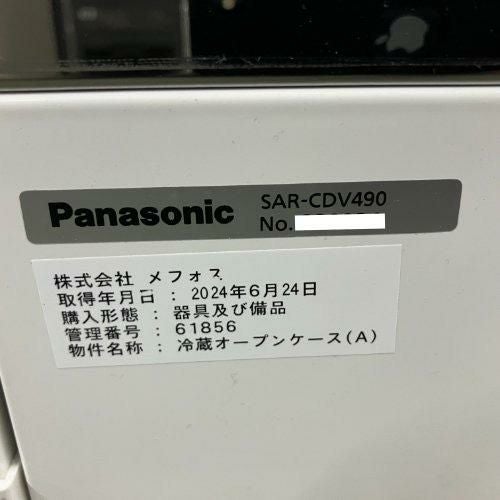 Panasonic
SAR-CDV490
No.
株式会社 メフォス
取得年月日 : 2024年6月24日
購入形態 : 器具及び備品
管理番号 : 61856
物件名称 : 冷蔵オープンケース(A)